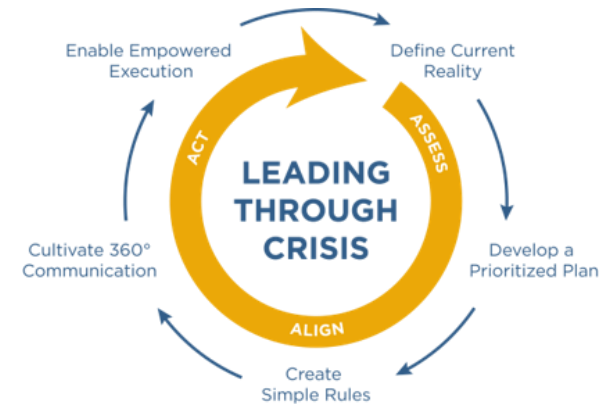 LEADING
THROUGH
CRISIS
ASSESS
ALIGN
ACT
Define Current
Reality
Develop a
Prioritized Plan
Create
Simple Rules
Cultivate 360°
Communication
Enable Empowered
Execution